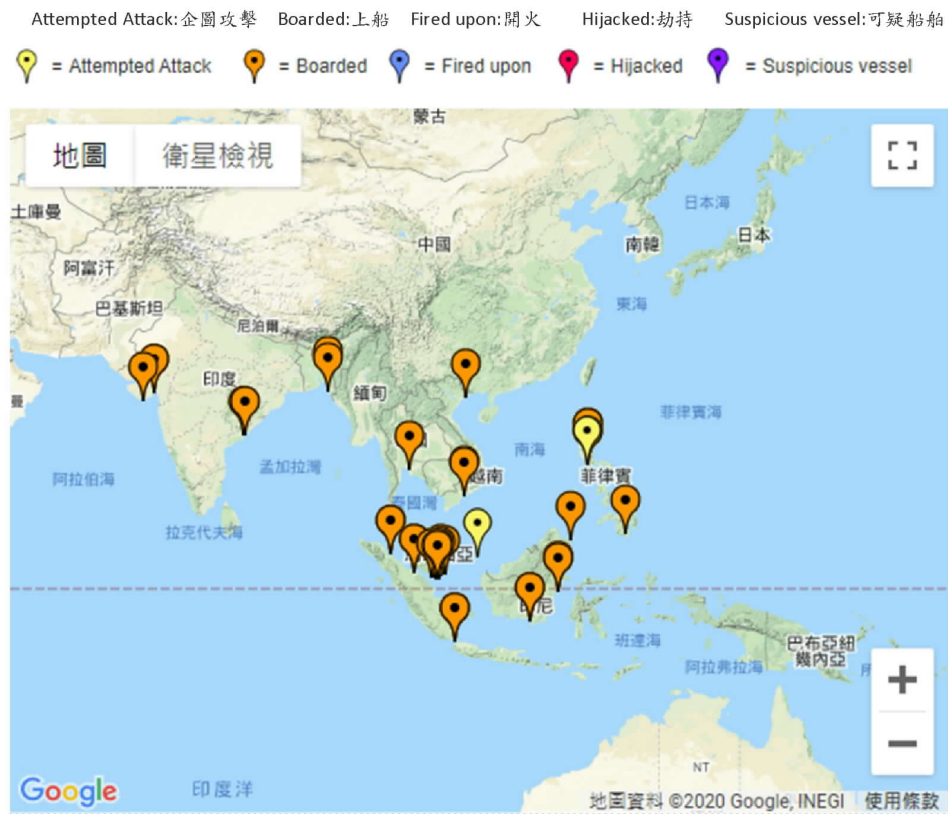 Attempted Attack:企圖攻擊 Boarded:上船 Fired upon:開火 Hijacked:劫持 Suspicious vessel:可疑船舶
= Attempted Attack = Boarded = Fired upon = Hijacked = Suspicious vessel
蒙古
地圖 衛星檢視
土庫曼
日本海
日本
中國
南韓
阿富汗
巴基斯坦
東海
尼泊爾
印度
緬甸
菲律賓海
孟加拉灣
南海
阿拉伯海
越南
菲律賓
泰國灣
拉克代夫海
亞
印尼
班達海
巴布亞紐
幾內亞
阿拉弗拉海
NT
Google
印度洋
地圖資料 ©2020 Google, INEGI 使用條款